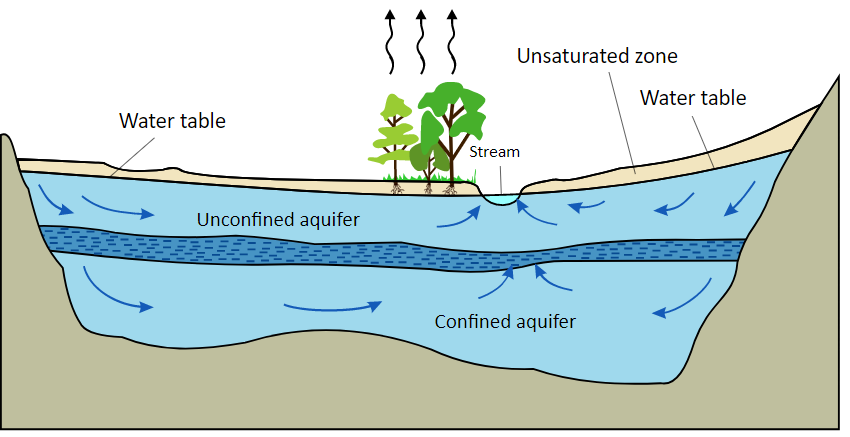 Unsaturated zone
Water table
Water table
Stream
Unconfined aquifer
Confined aquifer